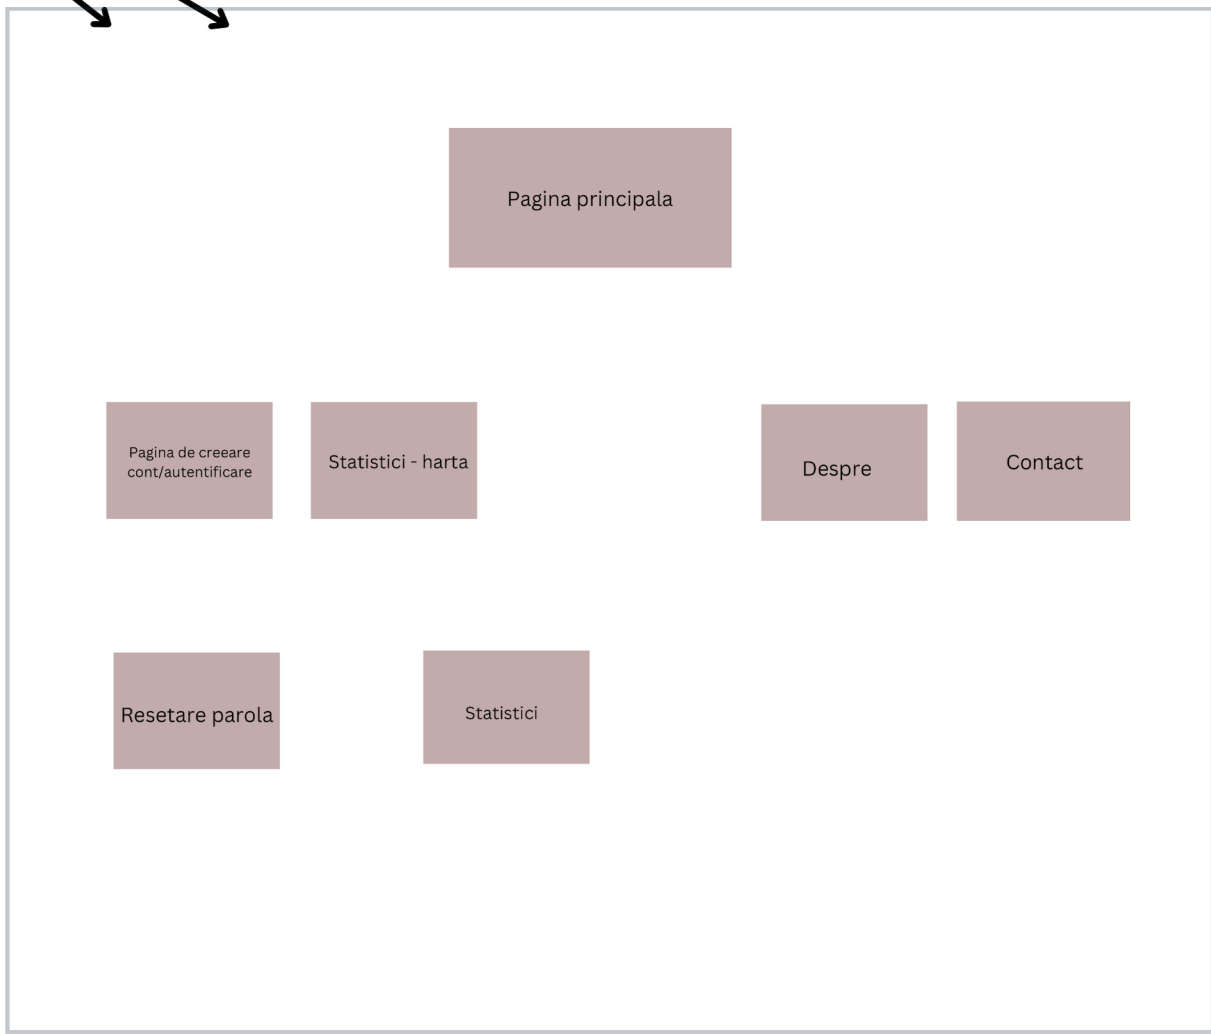 Pagina principala
Pagina de creeare
cont/autentificare
Statistici - harta
Despre
Contact
Resetare parola
Statistici